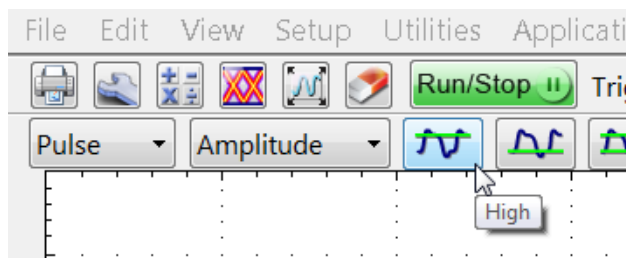 File Edit View Setup Utilities Applicati
Run/Stop Trig
Pulse Amplitude
High